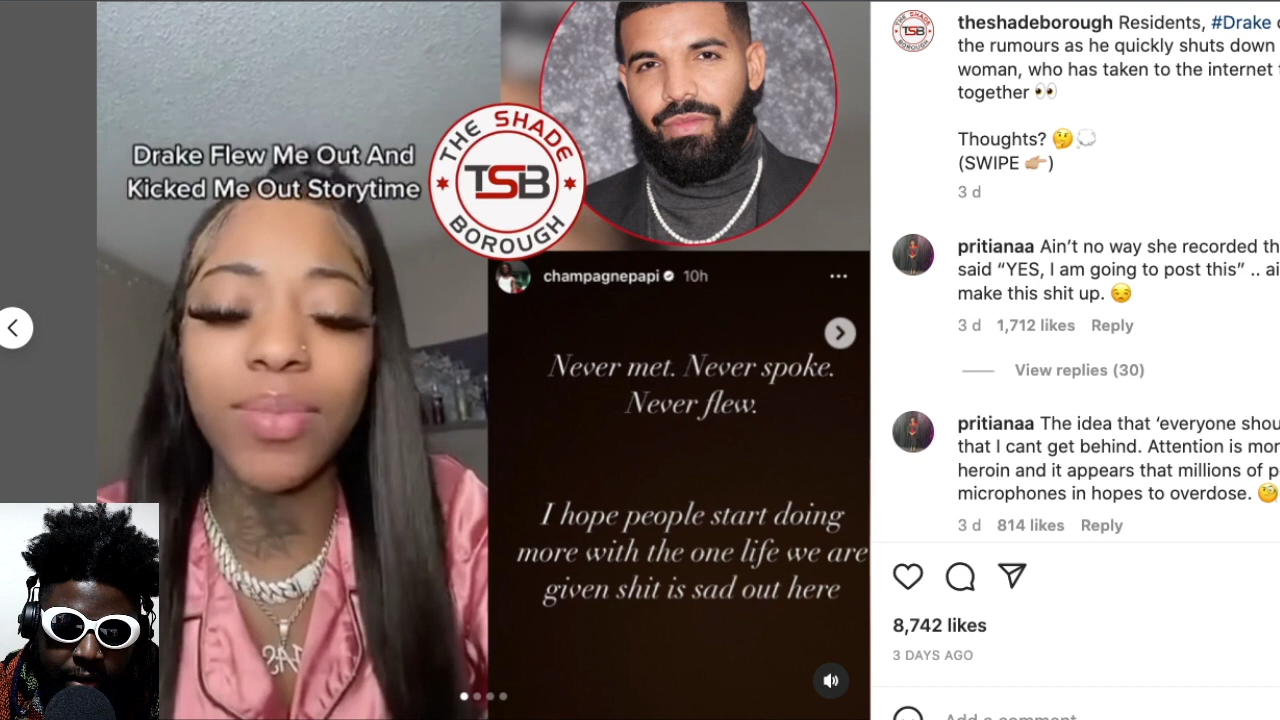 Drake Flew Me Out And
Kicked Me Out Storytime
THE SHADE
TSB
BOROUGH
champagnepapi 10h
Never met. Never spoke.
Never flew.
I hope people start doing
more with the one life we are
given shit is sad out here
THE SHADE
TSB
BOROUGH
theshadeborough Residents, #Drake
the rumours as he quickly shuts down
woman, who has taken to the internet
together 👀
Thoughts? 🤔💭
(SWIPE 👉🏼)
3 d
pritianaa Ain’t no way she recorded
said “YES, I am going to post this” ..
make this shit up. 😒
3 d 1,712 likes Reply
View replies (30)
pritianaa The idea that ‘everyone
that I cant get behind. Attention is
heroin and it appears that millions of
microphones in hopes to overdose. 🧐
3 d 814 likes Reply
8,742 likes
3 DAYS AGO
Add a comment